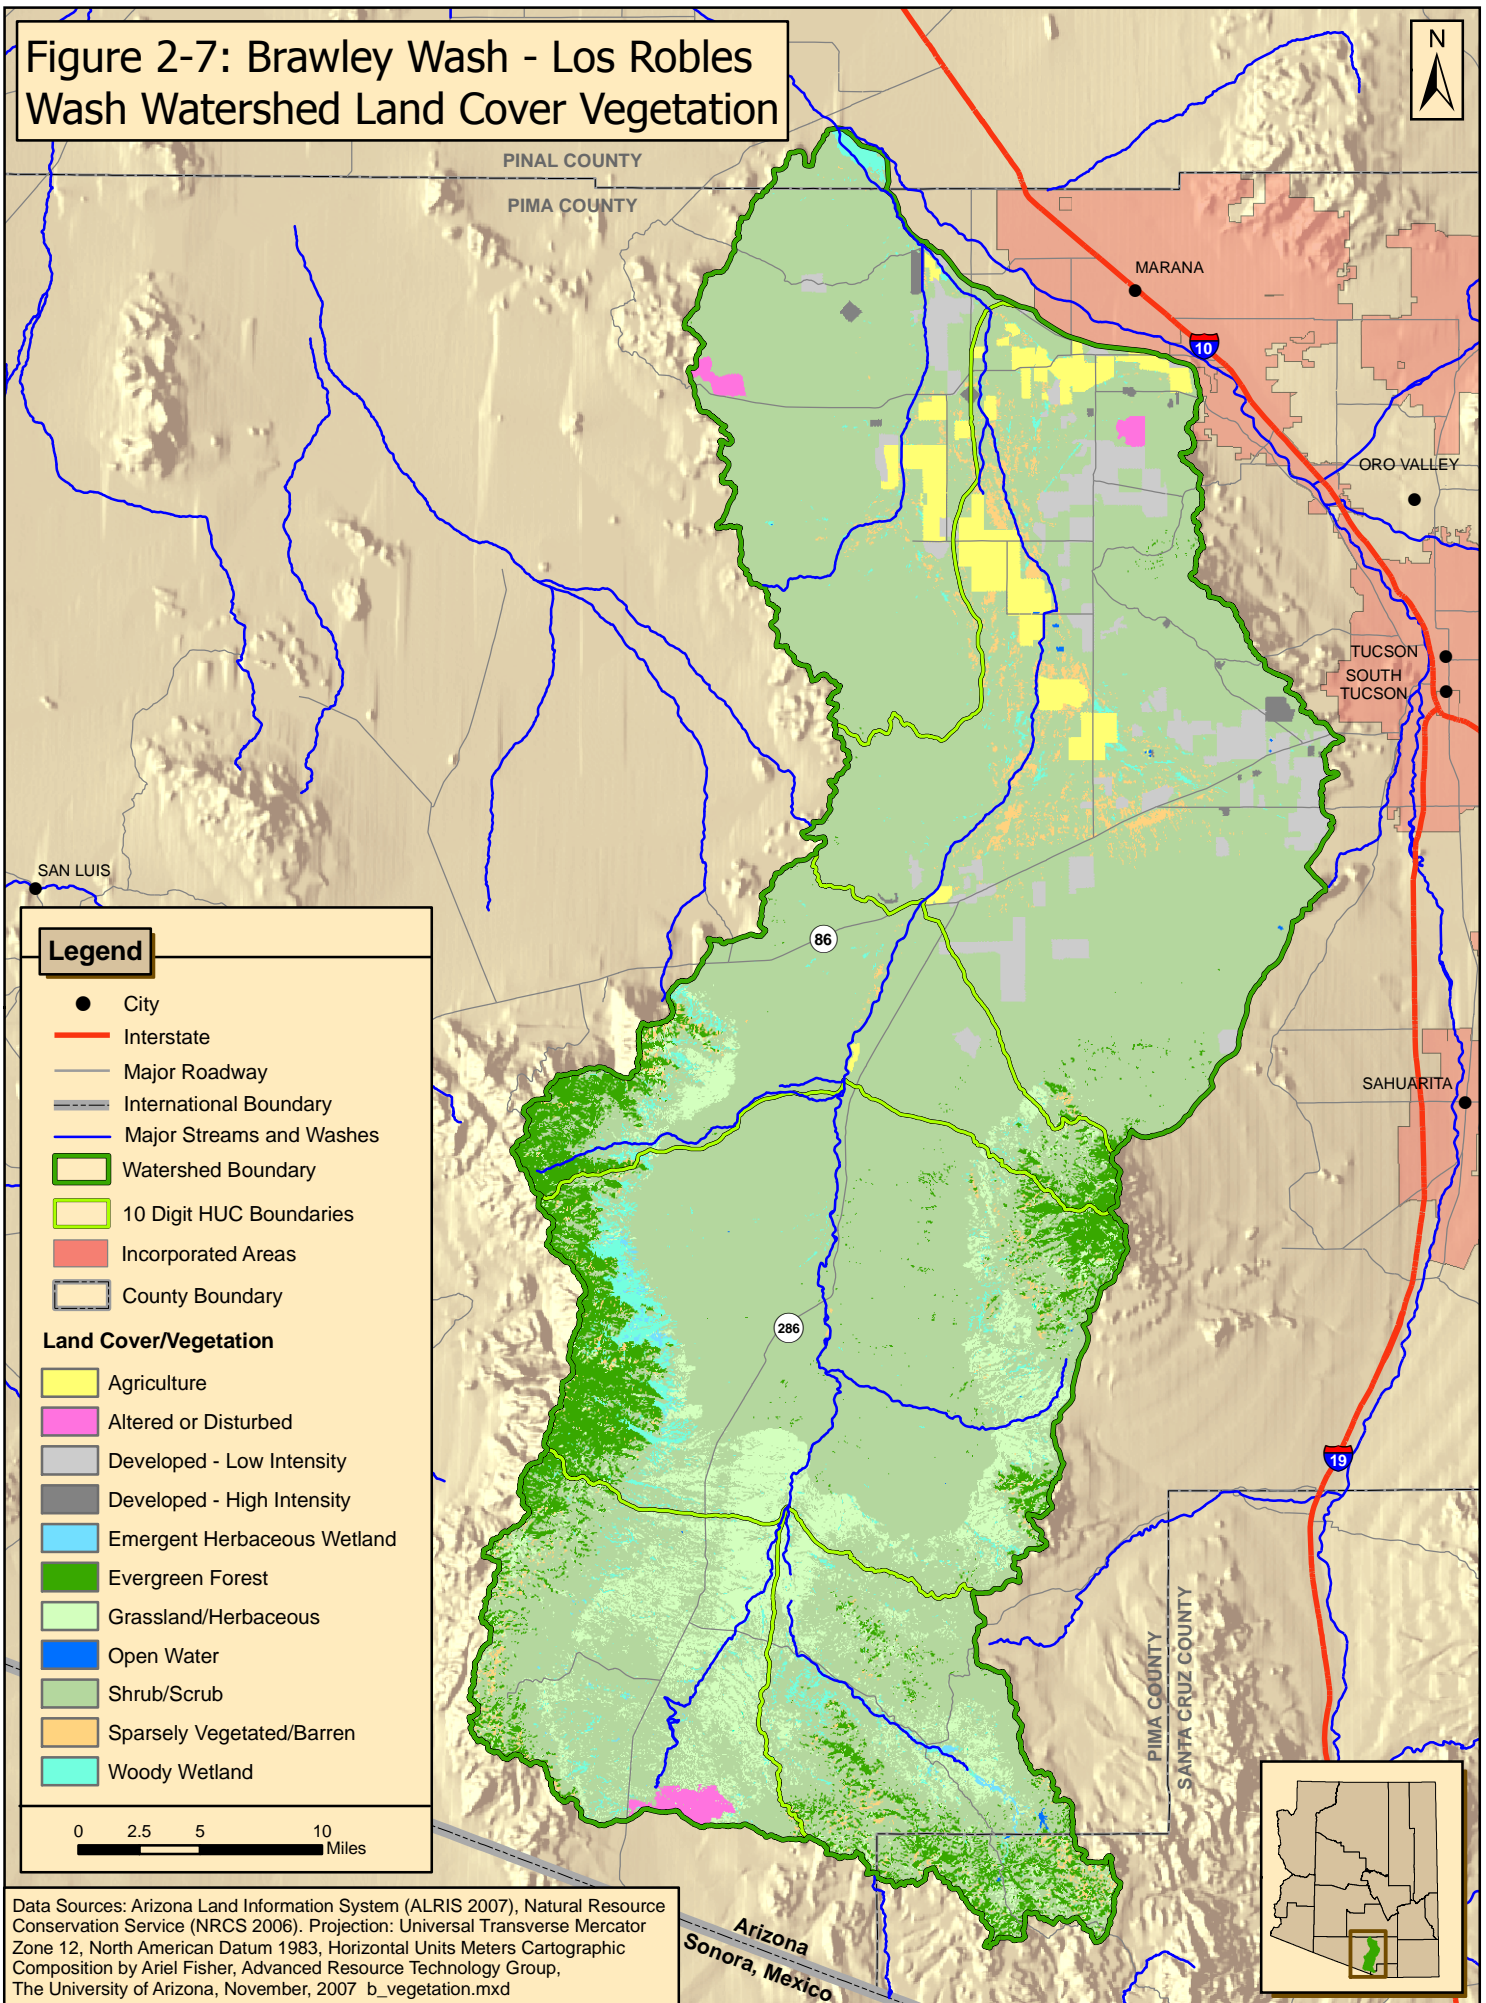 Figure 2-7: Brawley Wash - Los Robles
Wash Watershed Land Cover Vegetation
N
PINAL COUNTY
PIMA COUNTY
MARANA
10
ORO VALLEY
TUCSON
SOUTH
TUCSON
SAN LUIS
86
SAHUARITA
286
19
PIMA COUNTY
SANTA CRUZ COUNTY
Arizona
Sonora, Mexico
Legend
City
Interstate
Major Roadway
International Boundary
Major Streams and Washes
Watershed Boundary
10 Digit HUC Boundaries
Incorporated Areas
County Boundary
Land Cover/Vegetation
Agriculture
Altered or Disturbed
Developed - Low Intensity
Developed - High Intensity
Emergent Herbaceous Wetland
Evergreen Forest
Grassland/Herbaceous
Open Water
Shrub/Scrub
Sparsely Vegetated/Barren
Woody Wetland
0 2.5 5 10
Miles
Data Sources: Arizona Land Information System (ALRIS 2007), Natural Resource
Conservation Service (NRCS 2006). Projection: Universal Transverse Mercator
Zone 12, North American Datum 1983, Horizontal Units Meters Cartographic
Composition by Ariel Fisher, Advanced Resource Technology Group,
The University of Arizona, November, 2007 b_vegetation.mxd